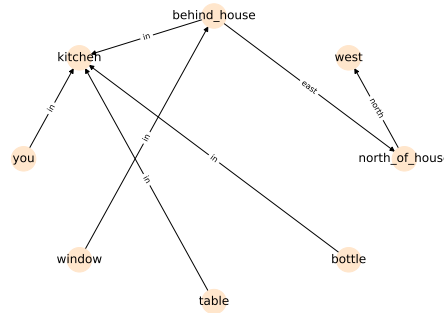 behind_house
in
kitchen
west
east
in
north
in
in
in
you
north_of_hous
window
bottle
table